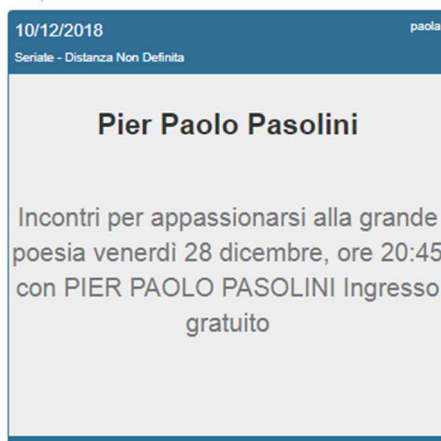 10/12/2018 paola
Seriate - Distanza Non Definita
Pier Paolo Pasolini
Incontri per appassionarsi alla grande
poesia venerdì 28 dicembre, ore 20:45
con PIER PAOLO PASOLINI Ingresso
gratuito